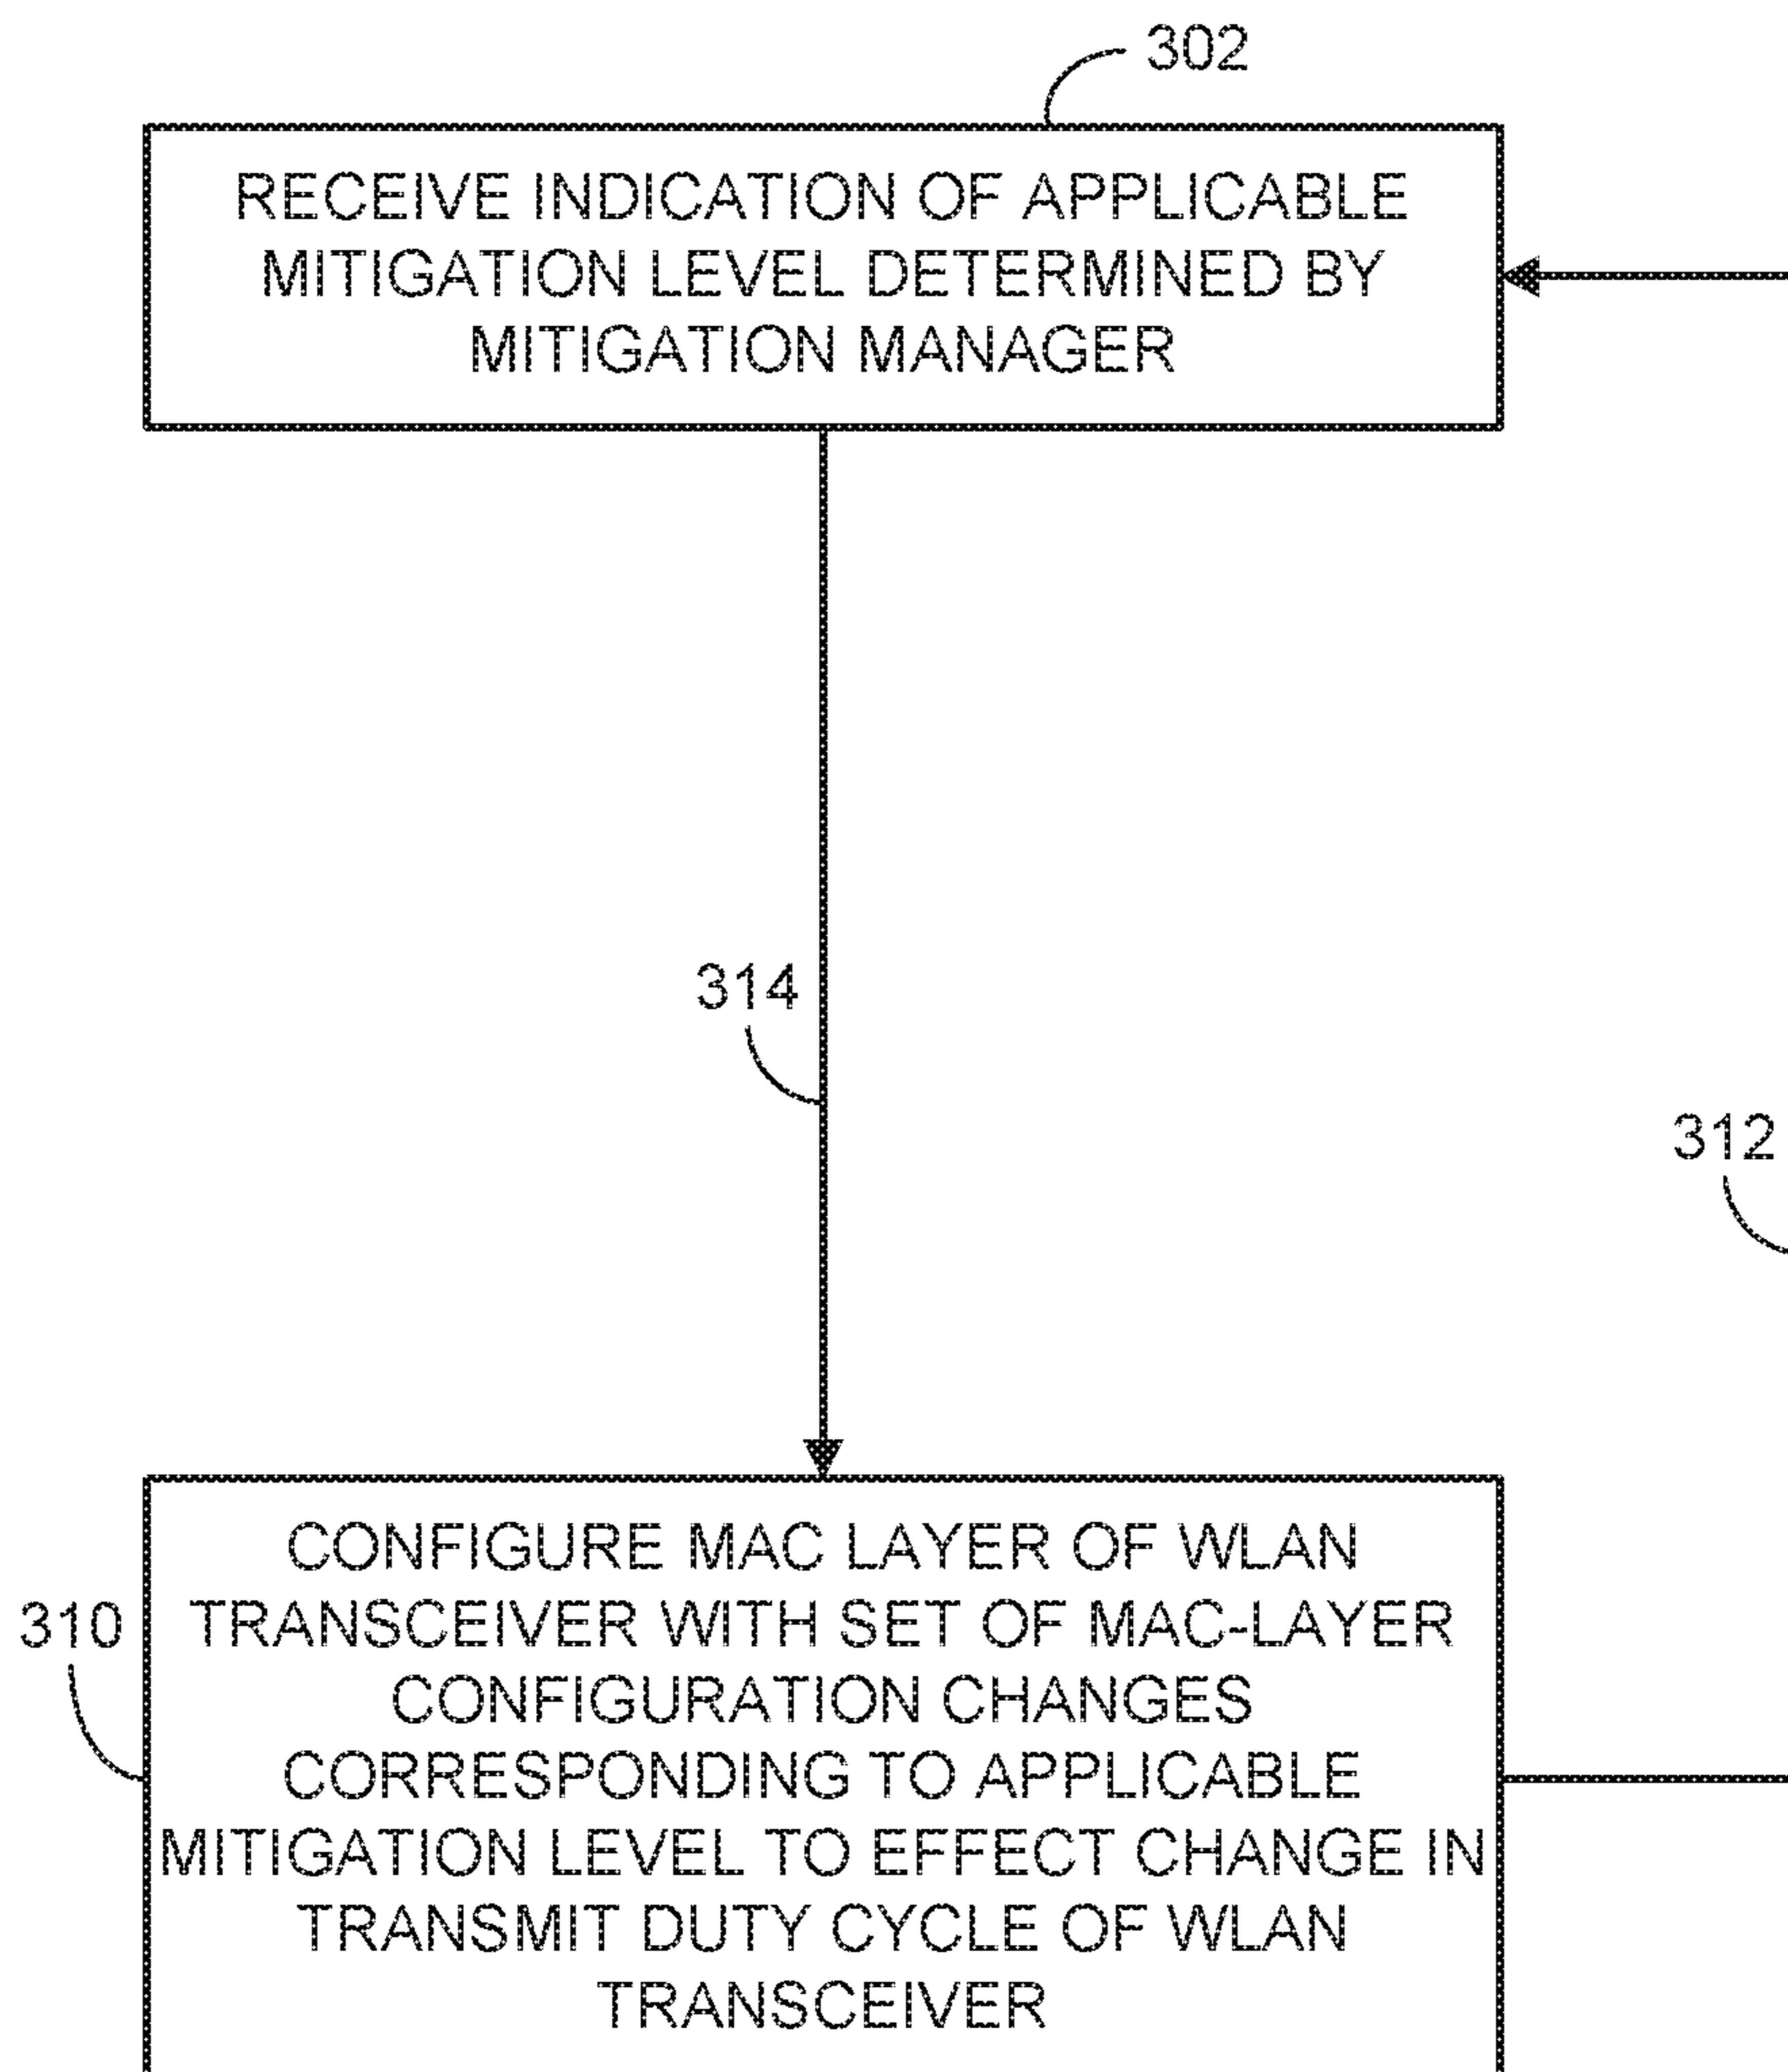 302
RECEIVE INDICATION OF APPLICABLE
MITIGATION LEVEL DETERMINED BY
MITIGATION MANAGER
314
312
CONFIGURE MAC LAYER OF WLAN
310
TRANSCEIVER WITH SET OF MAC-LAYER
CONFIGURATION CHANGES
CORRESPONDING TO APPLICABLE
MITIGATION LEVEL TO EFFECT CHANGE IN
TRANSMIT DUTY CYCLE OF WLAN
TRANSCEIVER